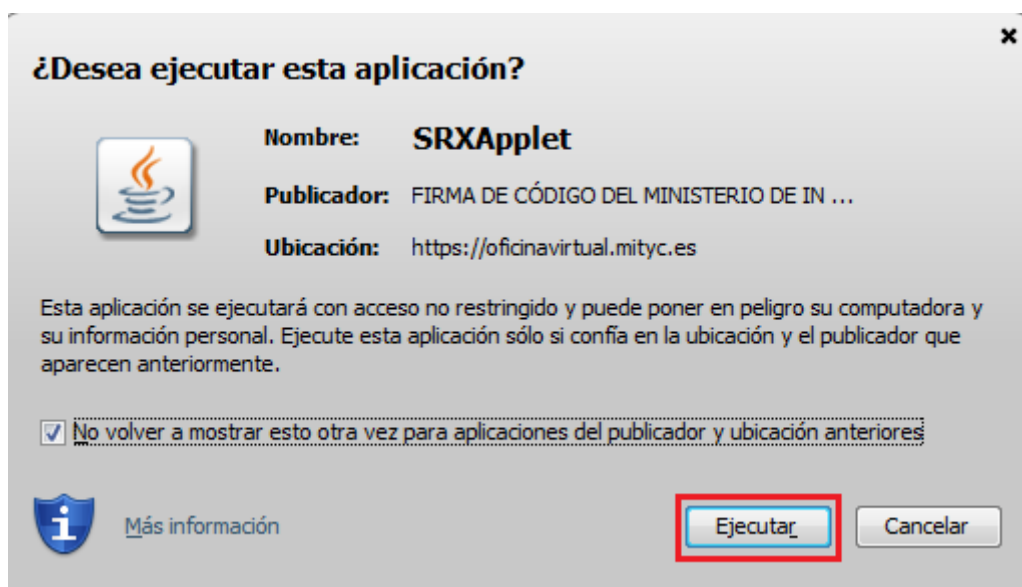 ¿Desea ejecutar esta aplicación?
Nombre: SRXApplet
Publicador: FIRMA DE CÓDIGO DEL MINISTERIO DE IN ...
Ubicación: https://oficinavirtual.mityc.es
Esta aplicación se ejecutará con acceso no restringido y puede poner en peligro su computadora y
su información personal. Ejecute esta aplicación sólo si confía en la ubicación y el publicador que
aparecen anteriormente.
No volver a mostrar esto otra vez para aplicaciones del publicador y ubicación anteriores
Más información
Ejecutar
Cancelar